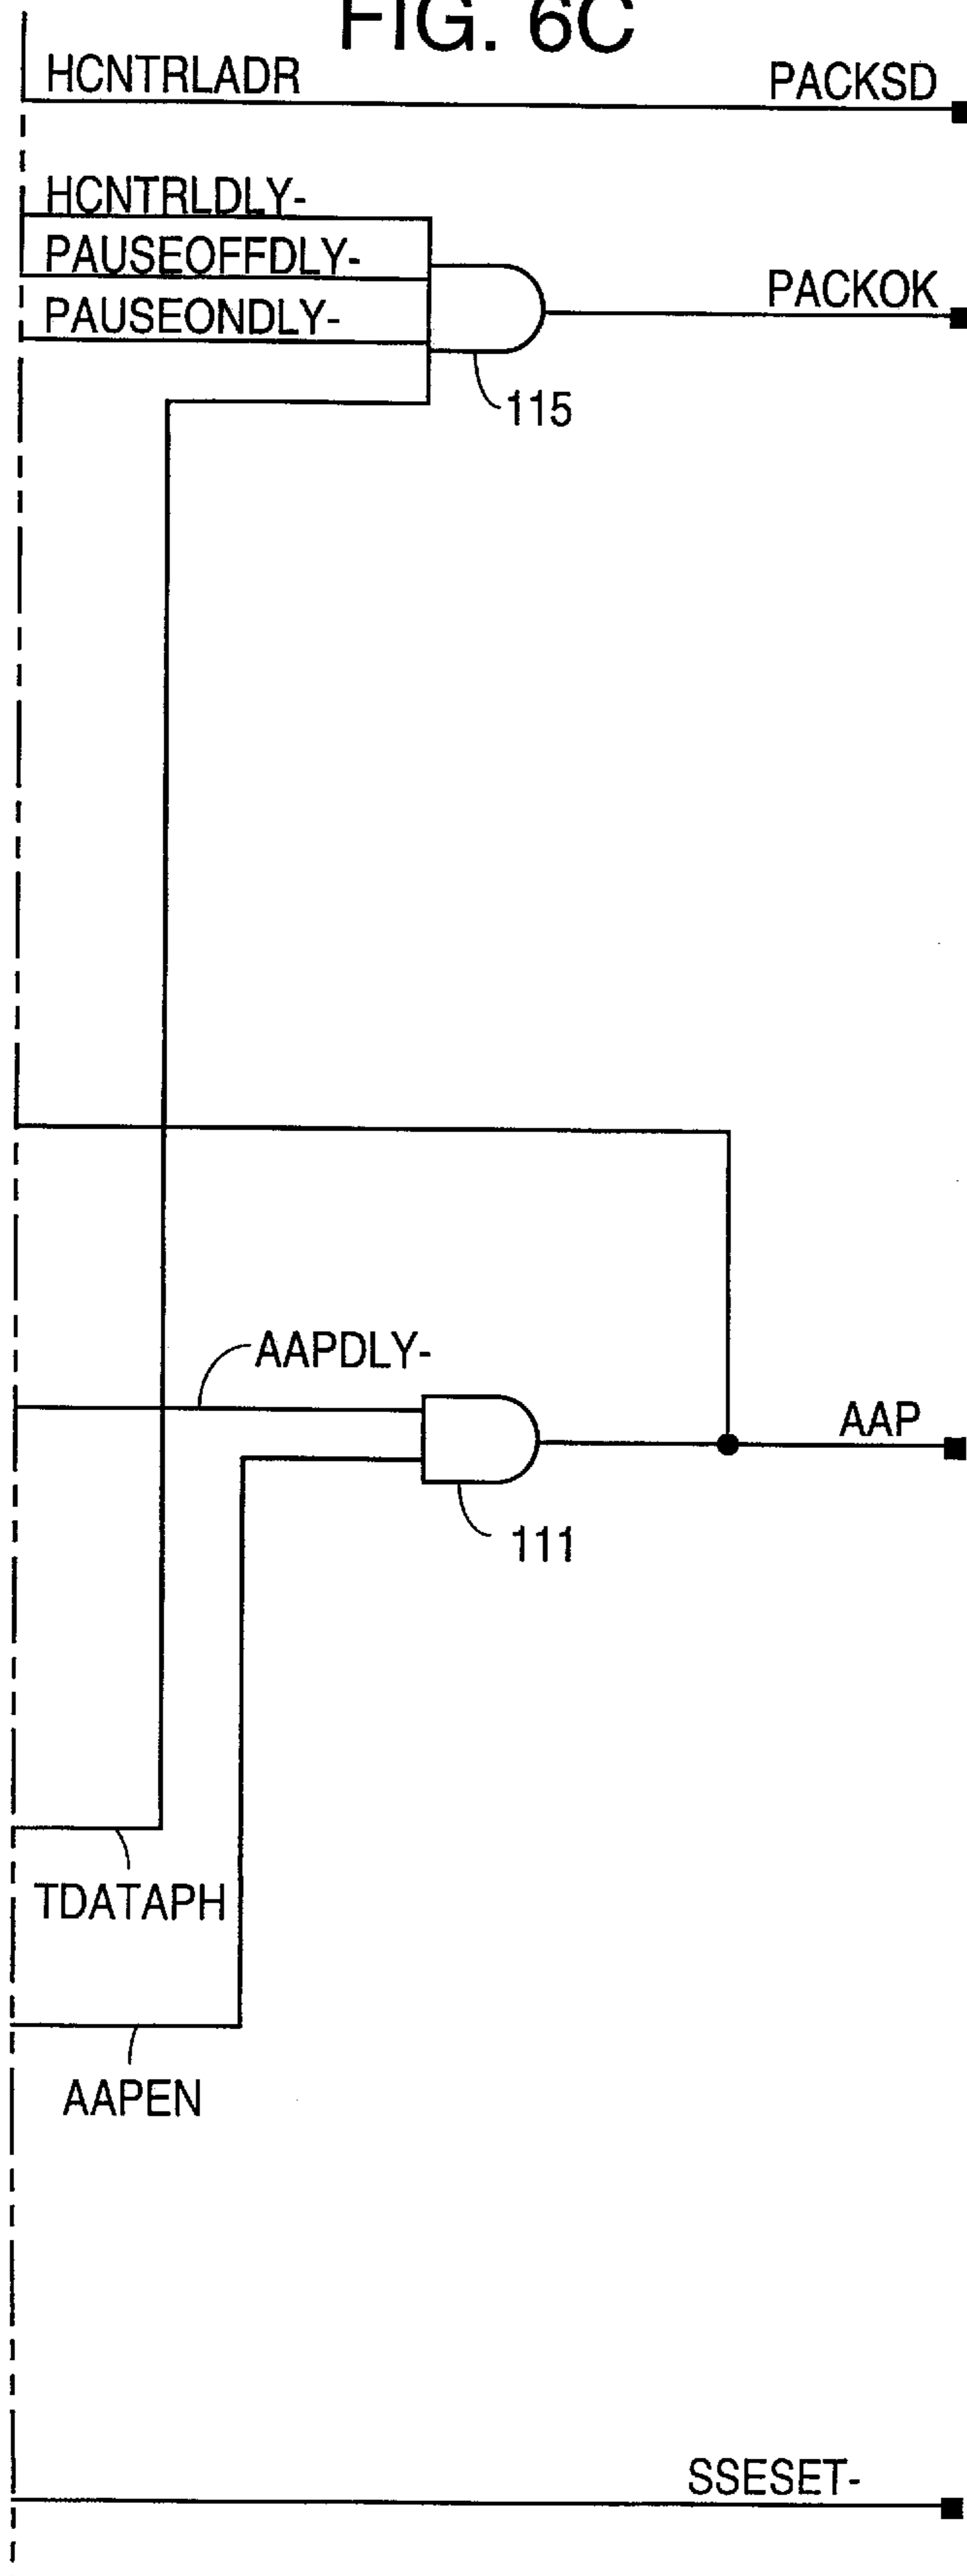 FIG. 6C
HCNTRLADR PACKSD
HCNTRLDLY-
PAUSEOFFDLY-
PAUSEONDLY-
PACKOK
115
AAPDLY-
AAP
111
TDATAPH
AAPEN
SSESET-